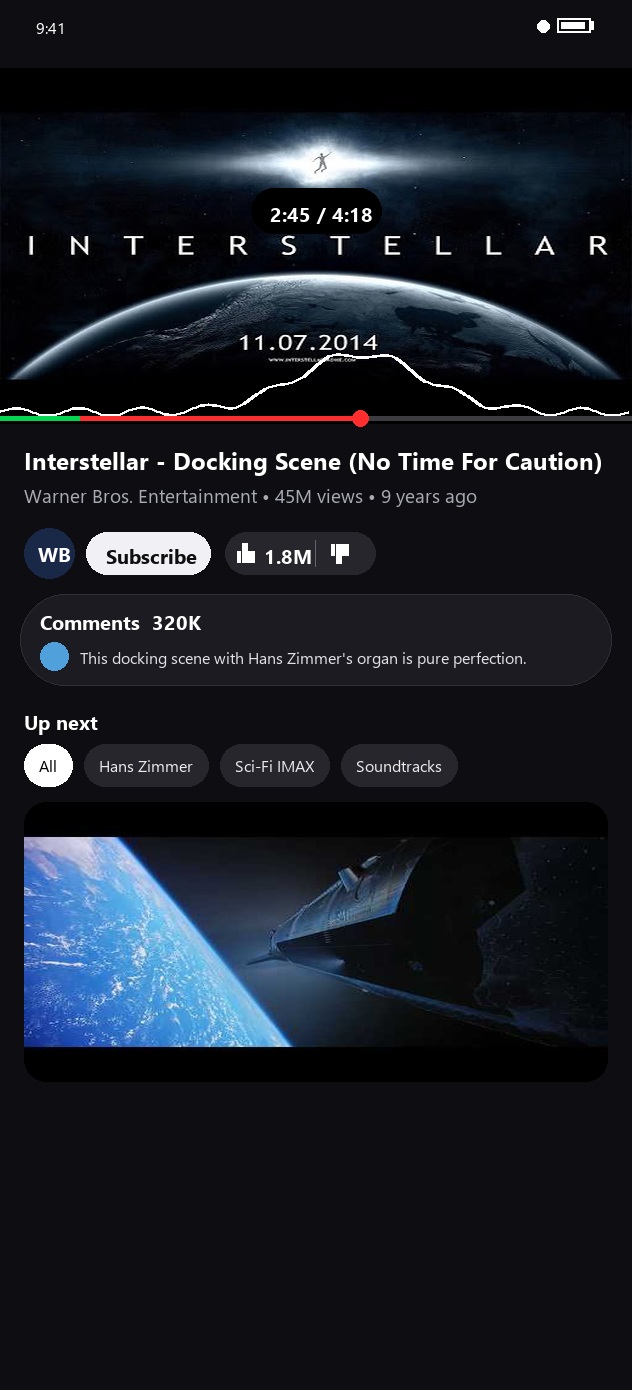 9:41
2:45 / 4:18
INTERSTELLAR
11.07.2014
Interstellar - Docking Scene (No Time For Caution)
Warner Bros. Entertainment • 45M views • 9 years ago
WB Subscribe 1.8M
Comments 320K
This docking scene with Hans Zimmer's organ is pure perfection.
Up next
All Hans Zimmer Sci-Fi IMAX Soundtracks